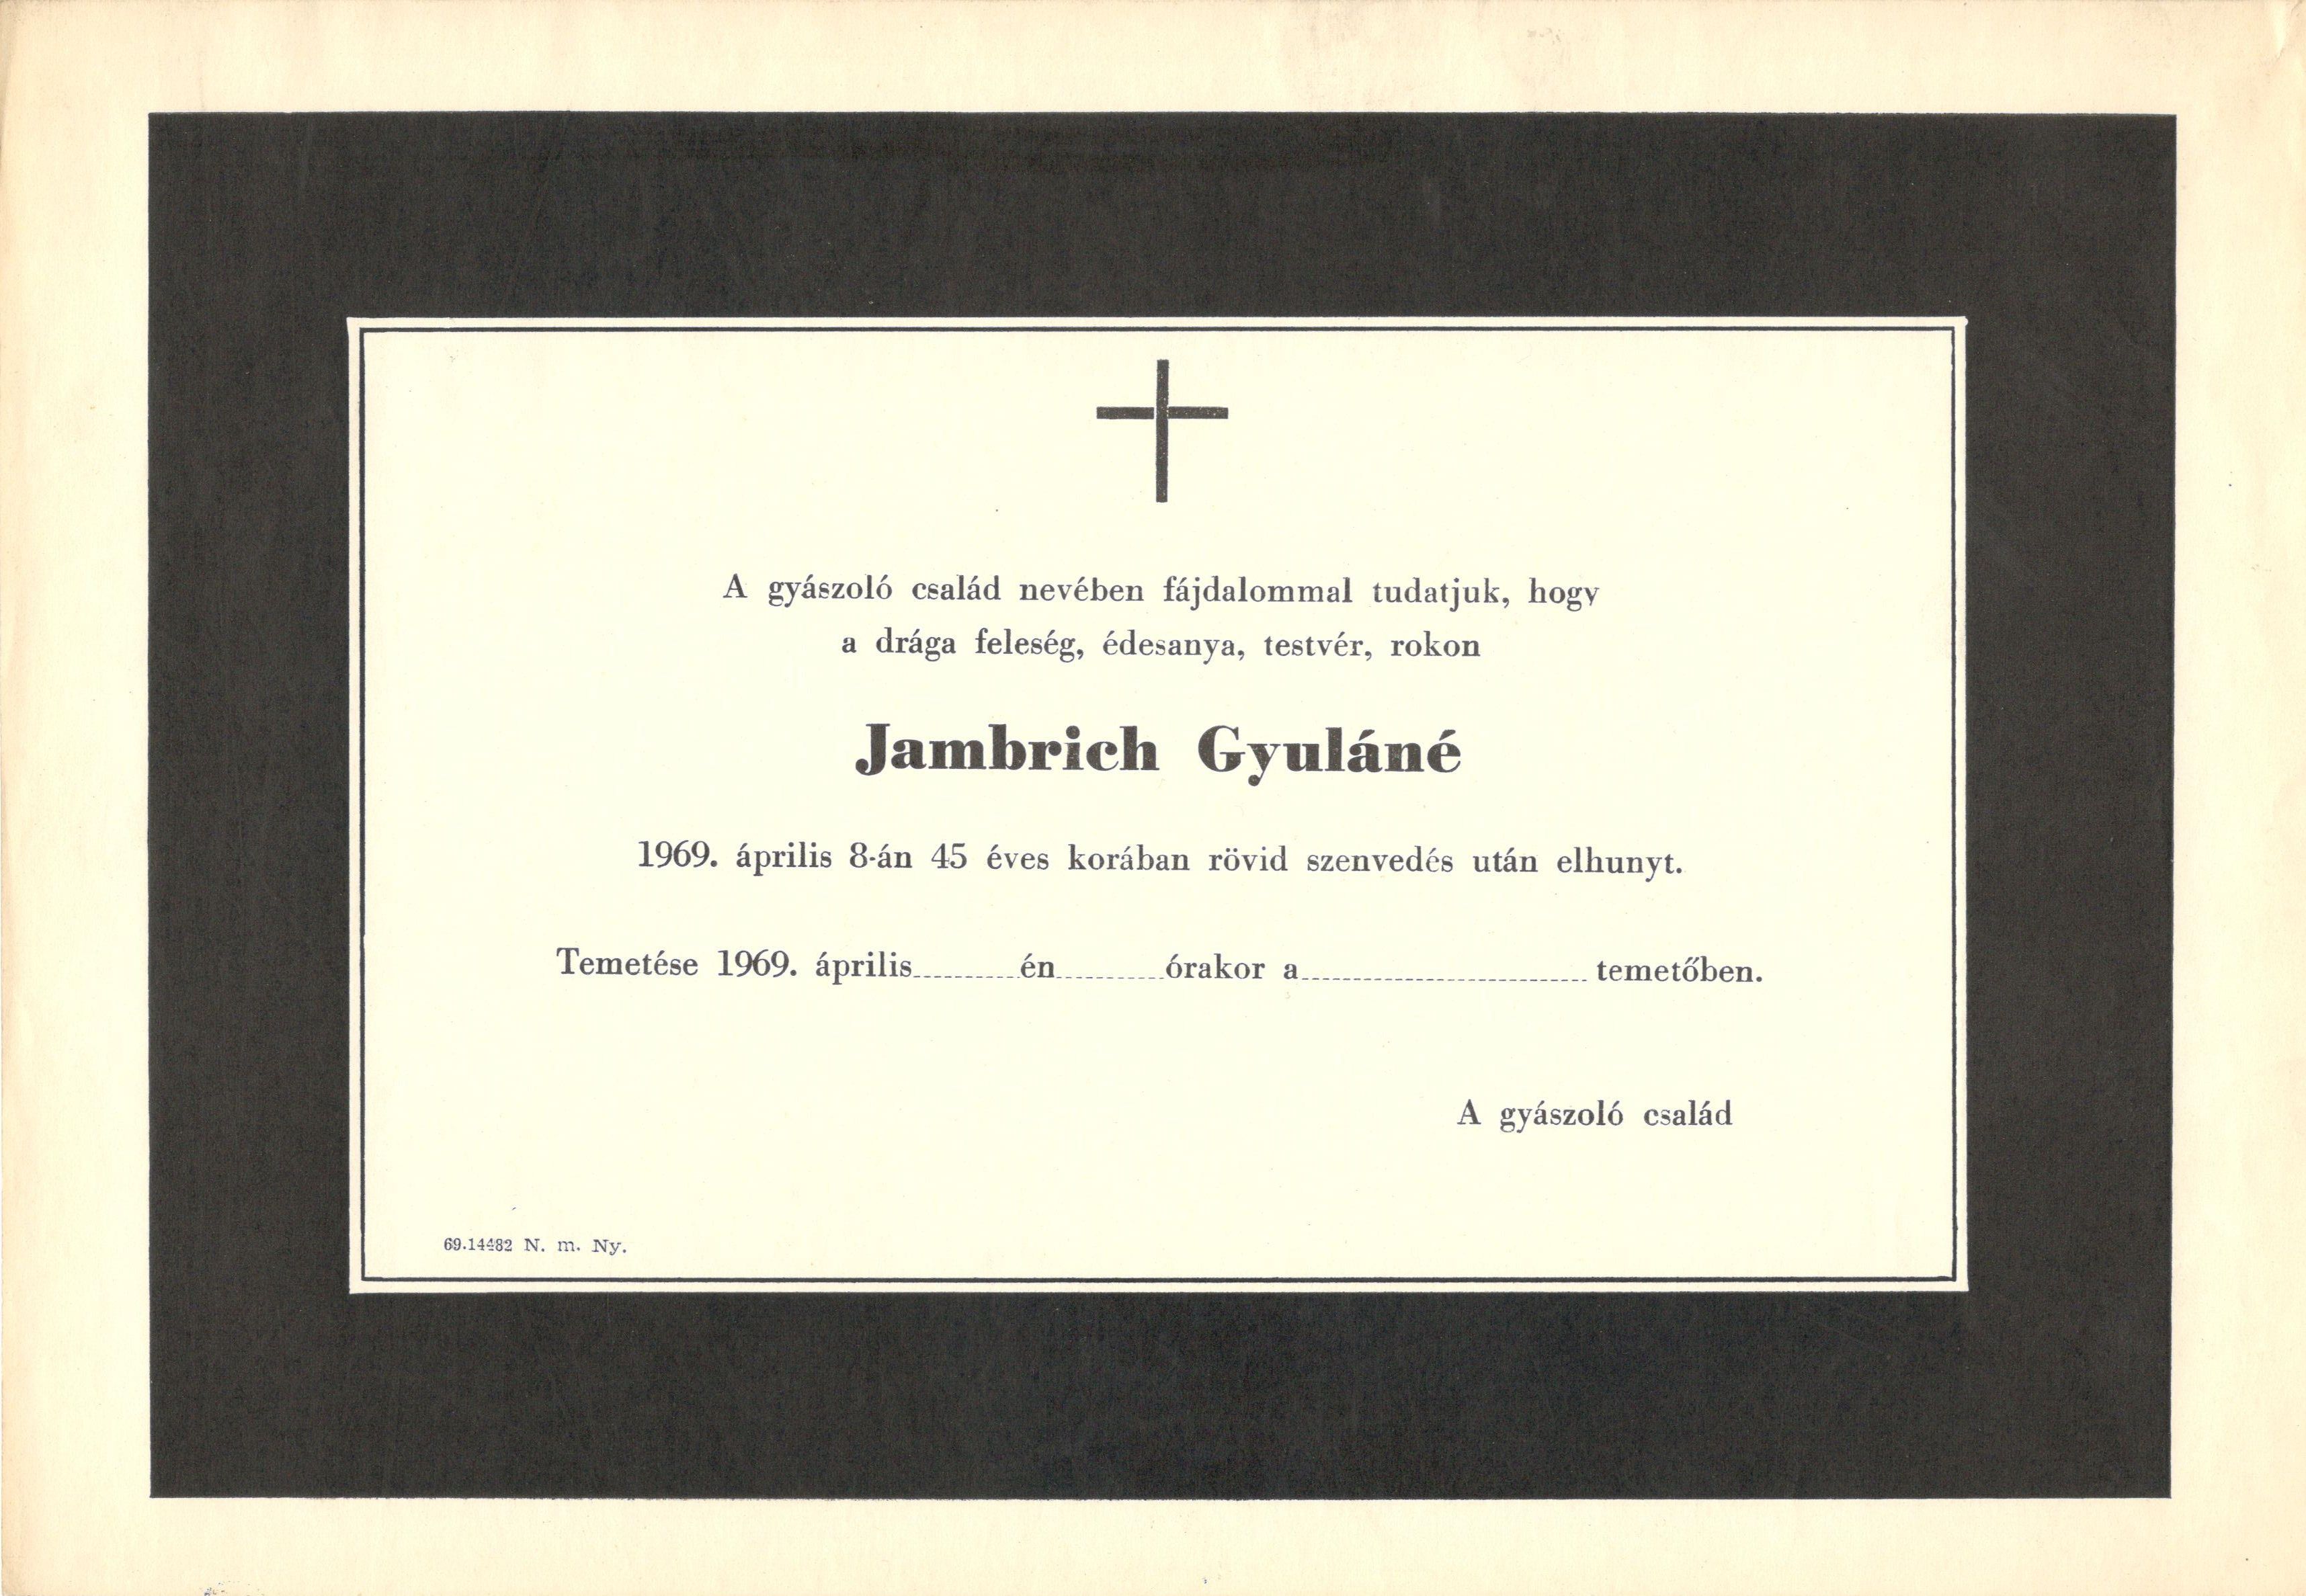 A gyászoló család nevében fájdalommal tudatjuk, hogy
a drága feleség, édesanya, testvér, rokon
Jambrich Gyuláné
1969. április 8-án 45 éves korában rövid szenvedés után elhunyt.
Temetése 1969. április..........én..........órakor a............................ temetőben.
A gyászoló család
69.14482 N. m. Ny.